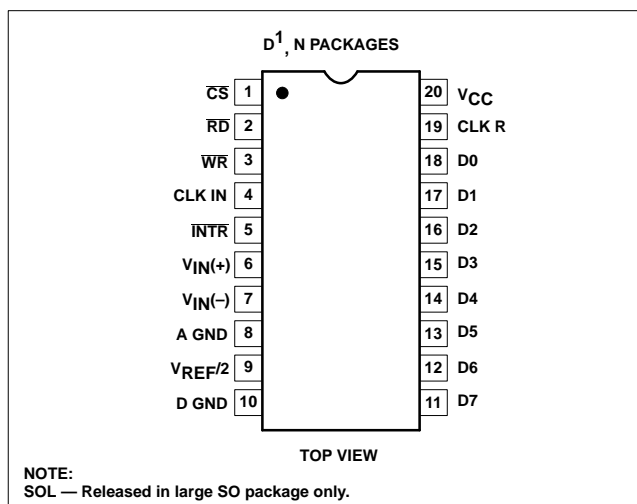 D1, N PACKAGES
CS 1 20 VCC
RD 2 19 CLK R
WR 3 18 D0
CLK IN 4 17 D1
INTR 5 16 D2
VIN(+) 6 15 D3
VIN(–) 7 14 D4
A GND 8 13 D5
VREF/2 9 12 D6
D GND 10 11 D7
TOP VIEW
NOTE:
SOL — Released in large SO package only.